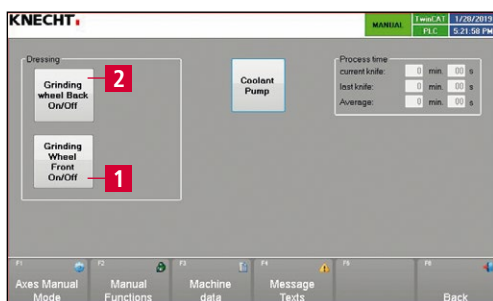 KNECHT
MANUAL
TwinCAT 1/28/2019
PLC 5:21:58 PM
Dressing
Grinding
wheel Back
On/Off
2
Grinding
Wheel
Front
On/Off
1
Coolant
Pump
Process time
current knife: 0 min. 00 s
last knife: 0 min. 00 s
Average: 0 min. 00 s
F1
Axes Manual
Mode
F2
Manual
Functions
F3
Machine
data
F4
Message
Texts
Back